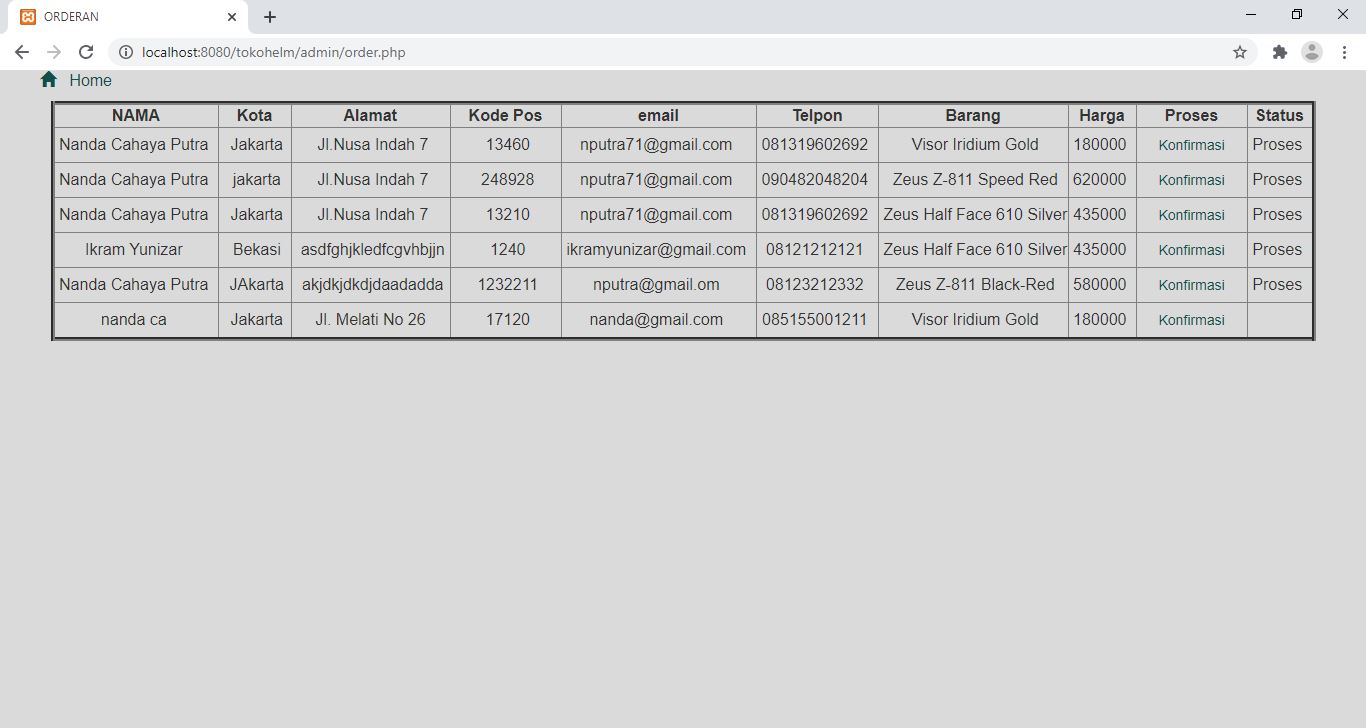 ORDERAN
localhost:8080/tokohelm/admin/order.php
Home
NAMA Kota Alamat Kode Pos email Telpon Barang Harga Proses Status
Nanda Cahaya Putra Jakarta Jl.Nusa Indah 7 13460 nputra71@gmail.com 081319602692 Visor Iridium Gold 180000 Konfirmasi Proses
Nanda Cahaya Putra jakarta Jl.Nusa Indah 7 248928 nputra71@gmail.com 090482048204 Zeus Z-811 Speed Red 620000 Konfirmasi Proses
Nanda Cahaya Putra Jakarta Jl.Nusa Indah 7 13210 nputra71@gmail.com 081319602692 Zeus Half Face 610 Silver 435000 Konfirmasi Proses
Ikram Yunizar Bekasi asdfghjkledfcgvhbjjn 1240 ikramyunizar@gmail.com 08121212121 Zeus Half Face 610 Silver 435000 Konfirmasi Proses
Nanda Cahaya Putra JAkarta akjdkjdkdjdaadadda 1232211 nputra@gmail.om 08123212332 Zeus Z-811 Black-Red 580000 Konfirmasi Proses
nanda ca Jakarta Jl. Melati No 26 17120 nanda@gmail.com 085155001211 Visor Iridium Gold 180000 Konfirmasi